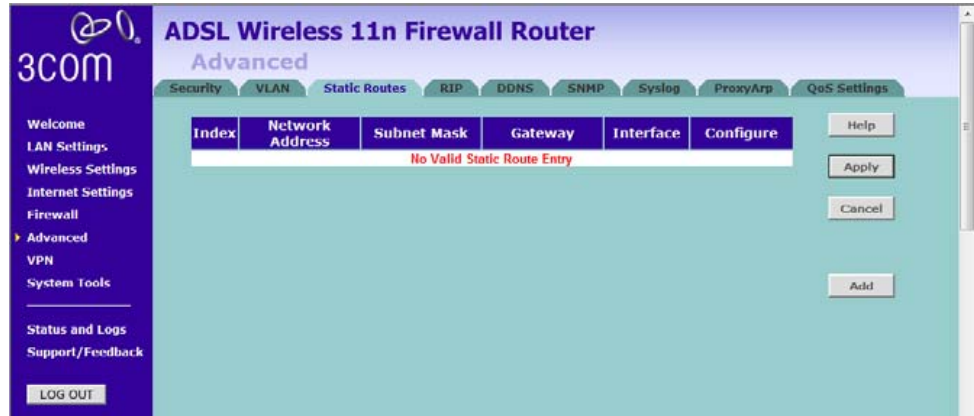 3com
ADSL Wireless 11n Firewall Router
Advanced
Security VLAN Static Routes RIP DDNS SNMP Syslog ProxyArp QoS Settings
Welcome
LAN Settings
Wireless Settings
Internet Settings
Firewall
Advanced
VPN
System Tools
Status and Logs
Support/Feedback
LOG OUT
Index Network Address Subnet Mask Gateway Interface Configure
No Valid Static Route Entry
Help
Apply
Cancel
Add